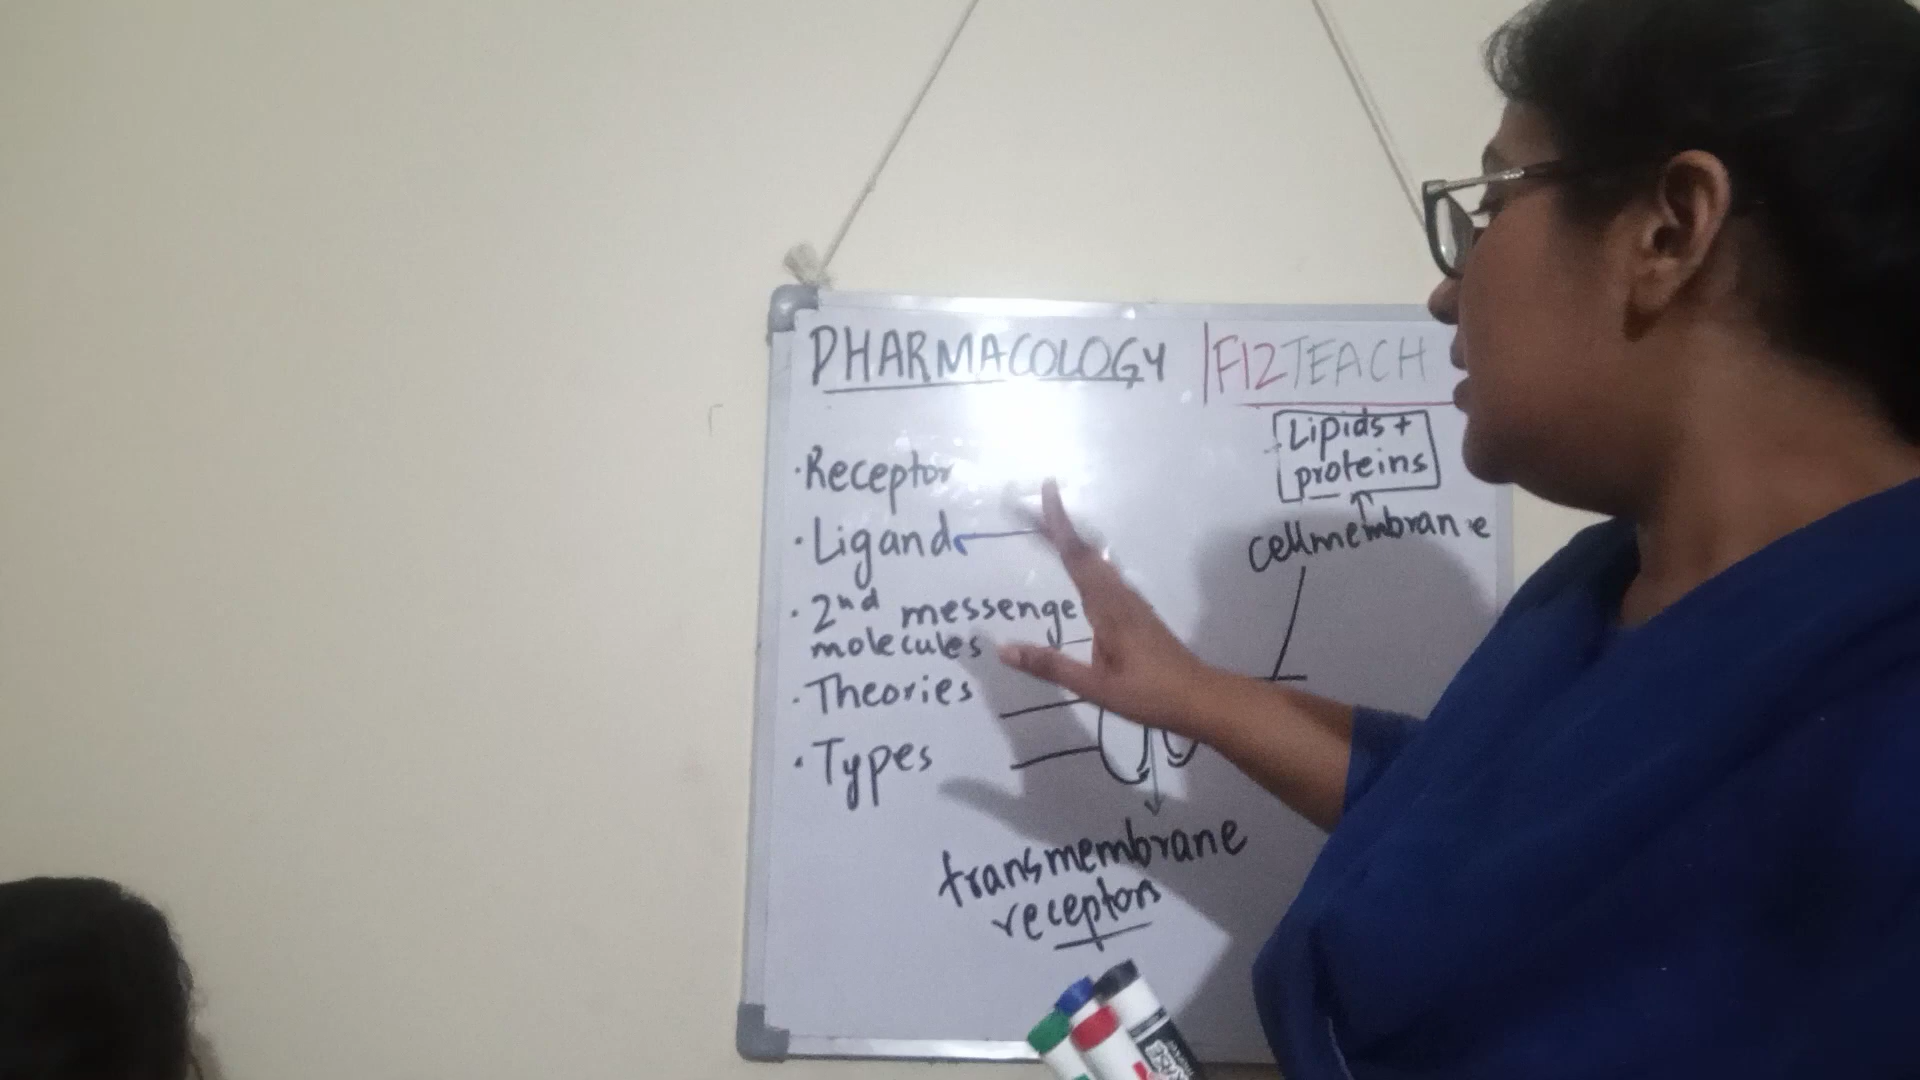 PHARMACOLOGY
FIZTEACH
Lipids +
proteins
cellmembrane
·Receptor
·Ligand
·2nd messenge
molecules
·Theories
·Types
transmembrane
receptors